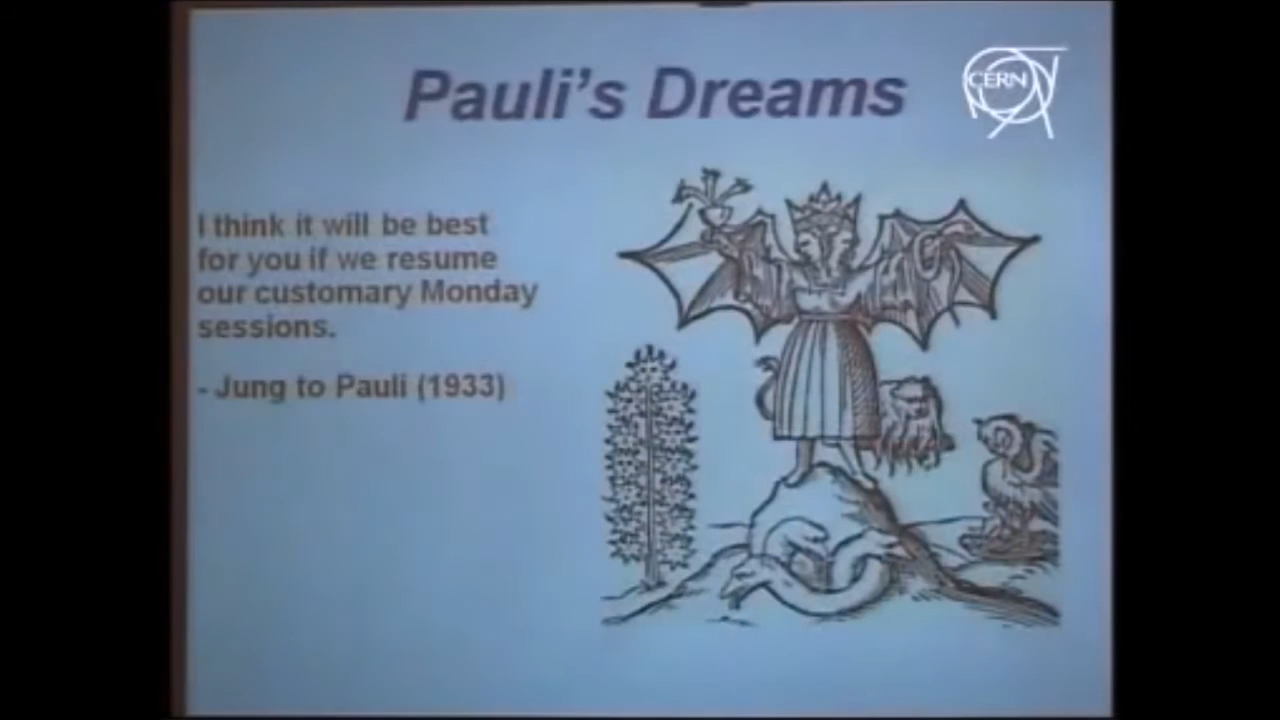 Pauli's Dreams
CERN
I think it will be best
for you if we resume
our customary Monday
sessions.
- Jung to Pauli (1933)